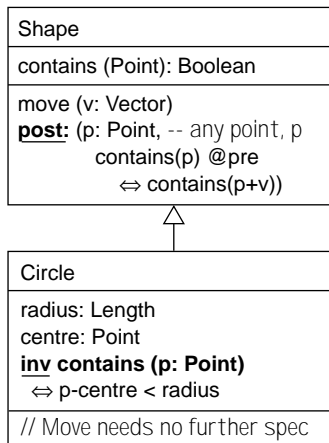 Shape
contains (Point): Boolean
move (v: Vector)
post: (p: Point, -- any point, p
contains(p) @pre
⇔ contains(p+v))
Circle
radius: Length
centre: Point
inv contains (p: Point)
⇔ p-centre < radius
// Move needs no further spec